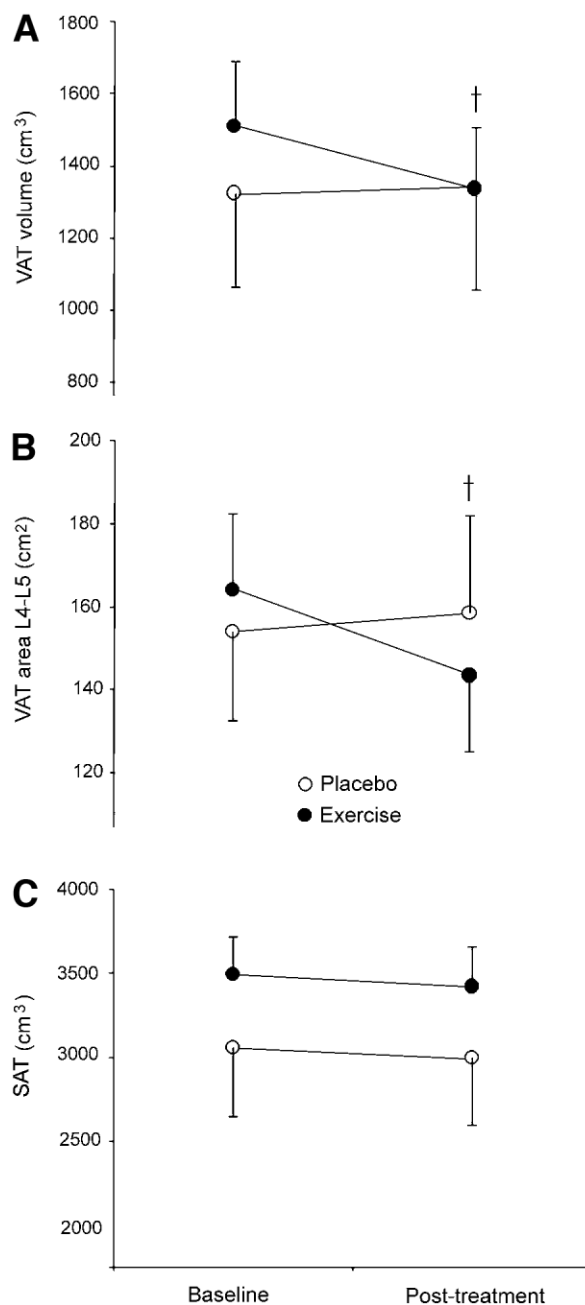 A
VAT volume (cm³)
1800
1600
1400
1200
1000
800
†
B
VAT area L4-L5 (cm²)
200
180
160
140
120
†
Placebo
Exercise
C
SAT (cm³)
4000
3500
3000
2500
2000
Baseline
Post-treatment